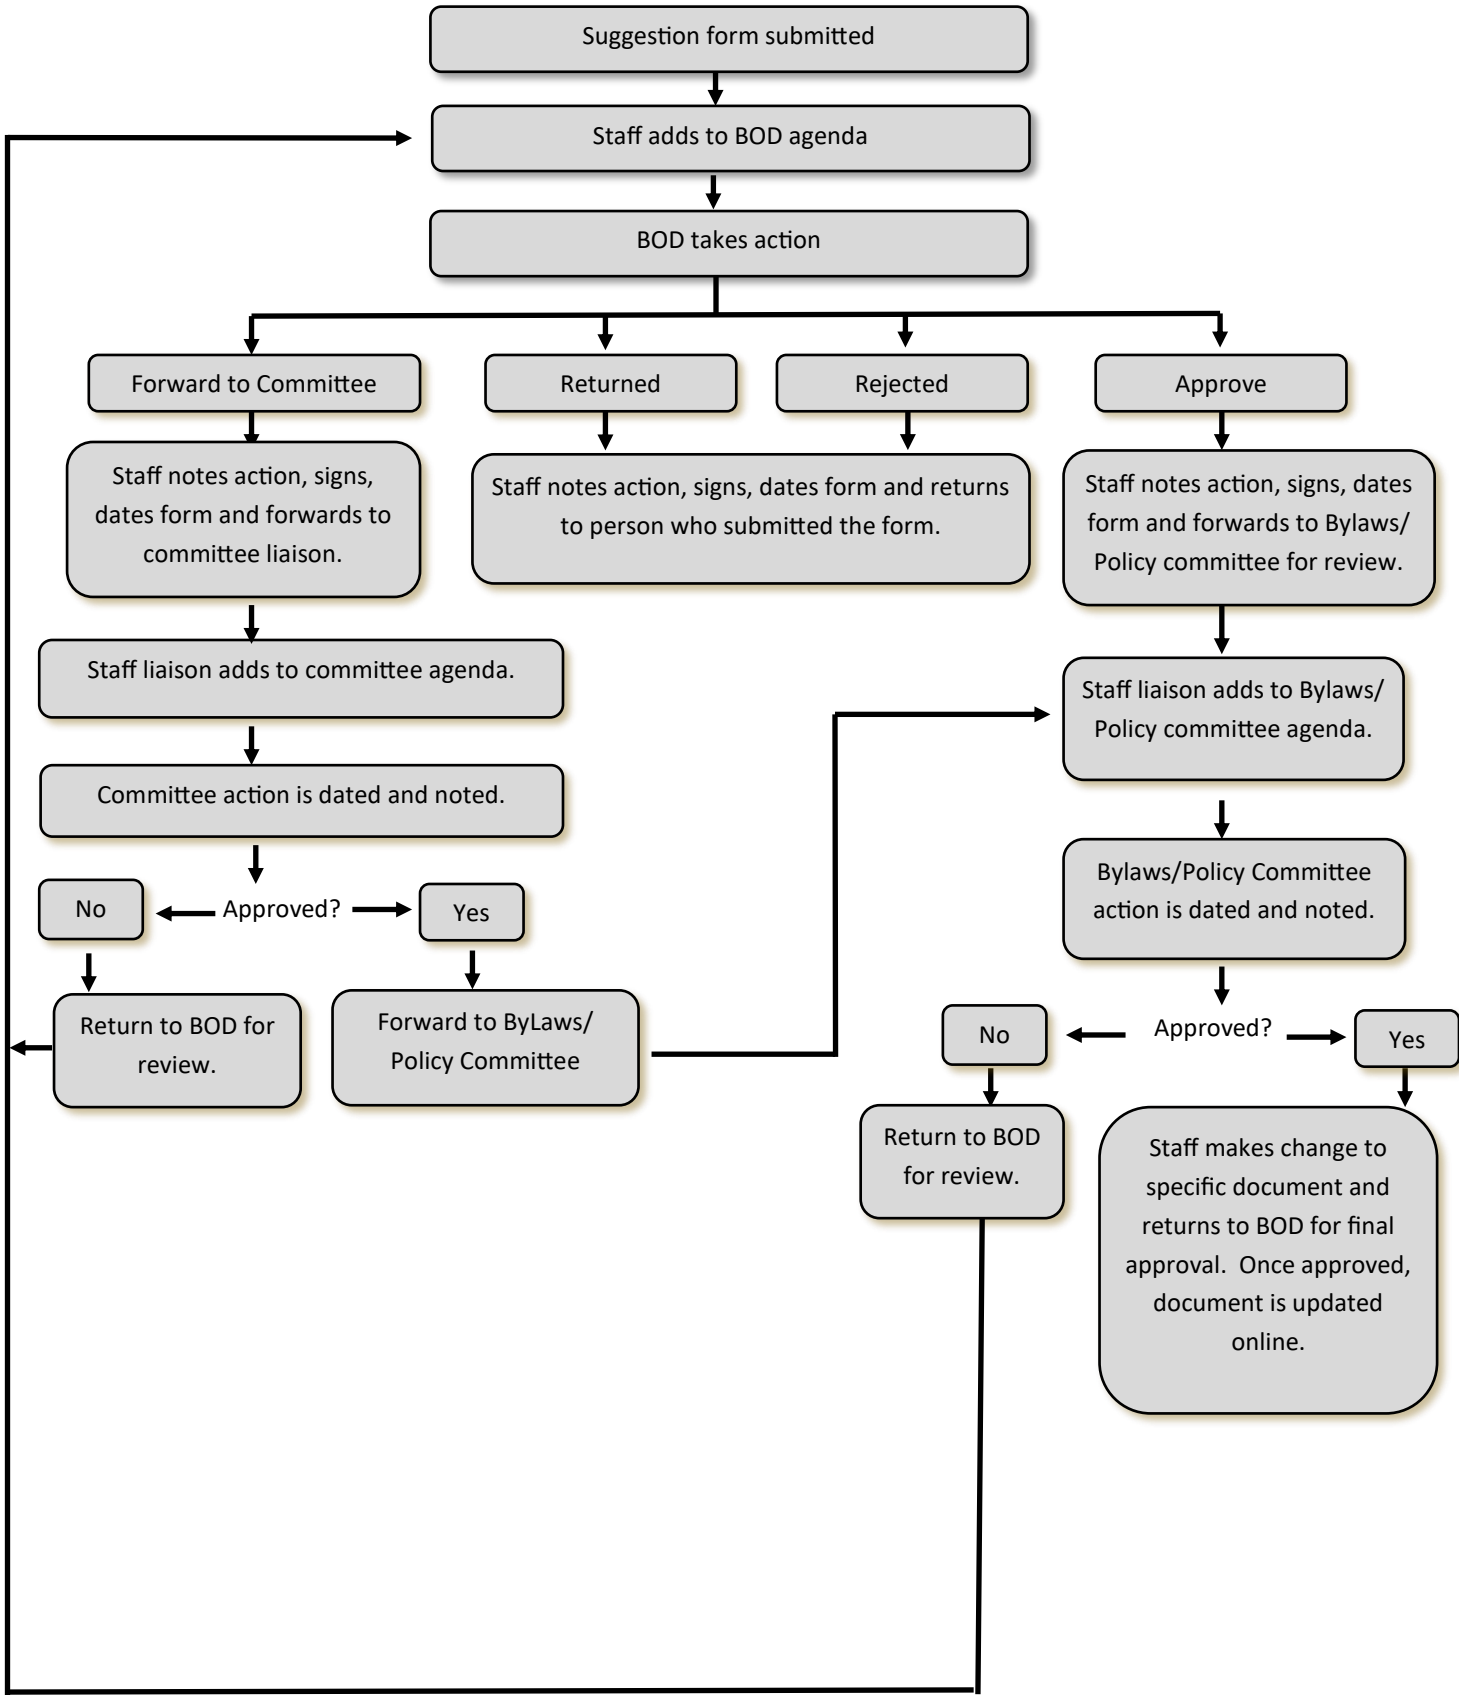 Suggestion form submitted
Staff adds to BOD agenda
BOD takes action
Forward to Committee
Returned
Rejected
Approve
Staff notes action, signs,
dates form and forwards to
committee liaison.
Staff notes action, signs, dates form and returns
to person who submitted the form.
Staff notes action, signs, dates
form and forwards to Bylaws/
Policy committee for review.
Staff liaison adds to committee agenda.
Staff liaison adds to Bylaws/
Policy committee agenda.
Committee action is dated and noted.
Bylaws/Policy Committee
action is dated and noted.
No
Approved?
Yes
Return to BOD for
review.
Forward to ByLaws/
Policy Committee
No
Approved?
Yes
Return to BOD
for review.
Staff makes change to
specific document and
returns to BOD for final
approval.  Once approved,
document is updated
online.